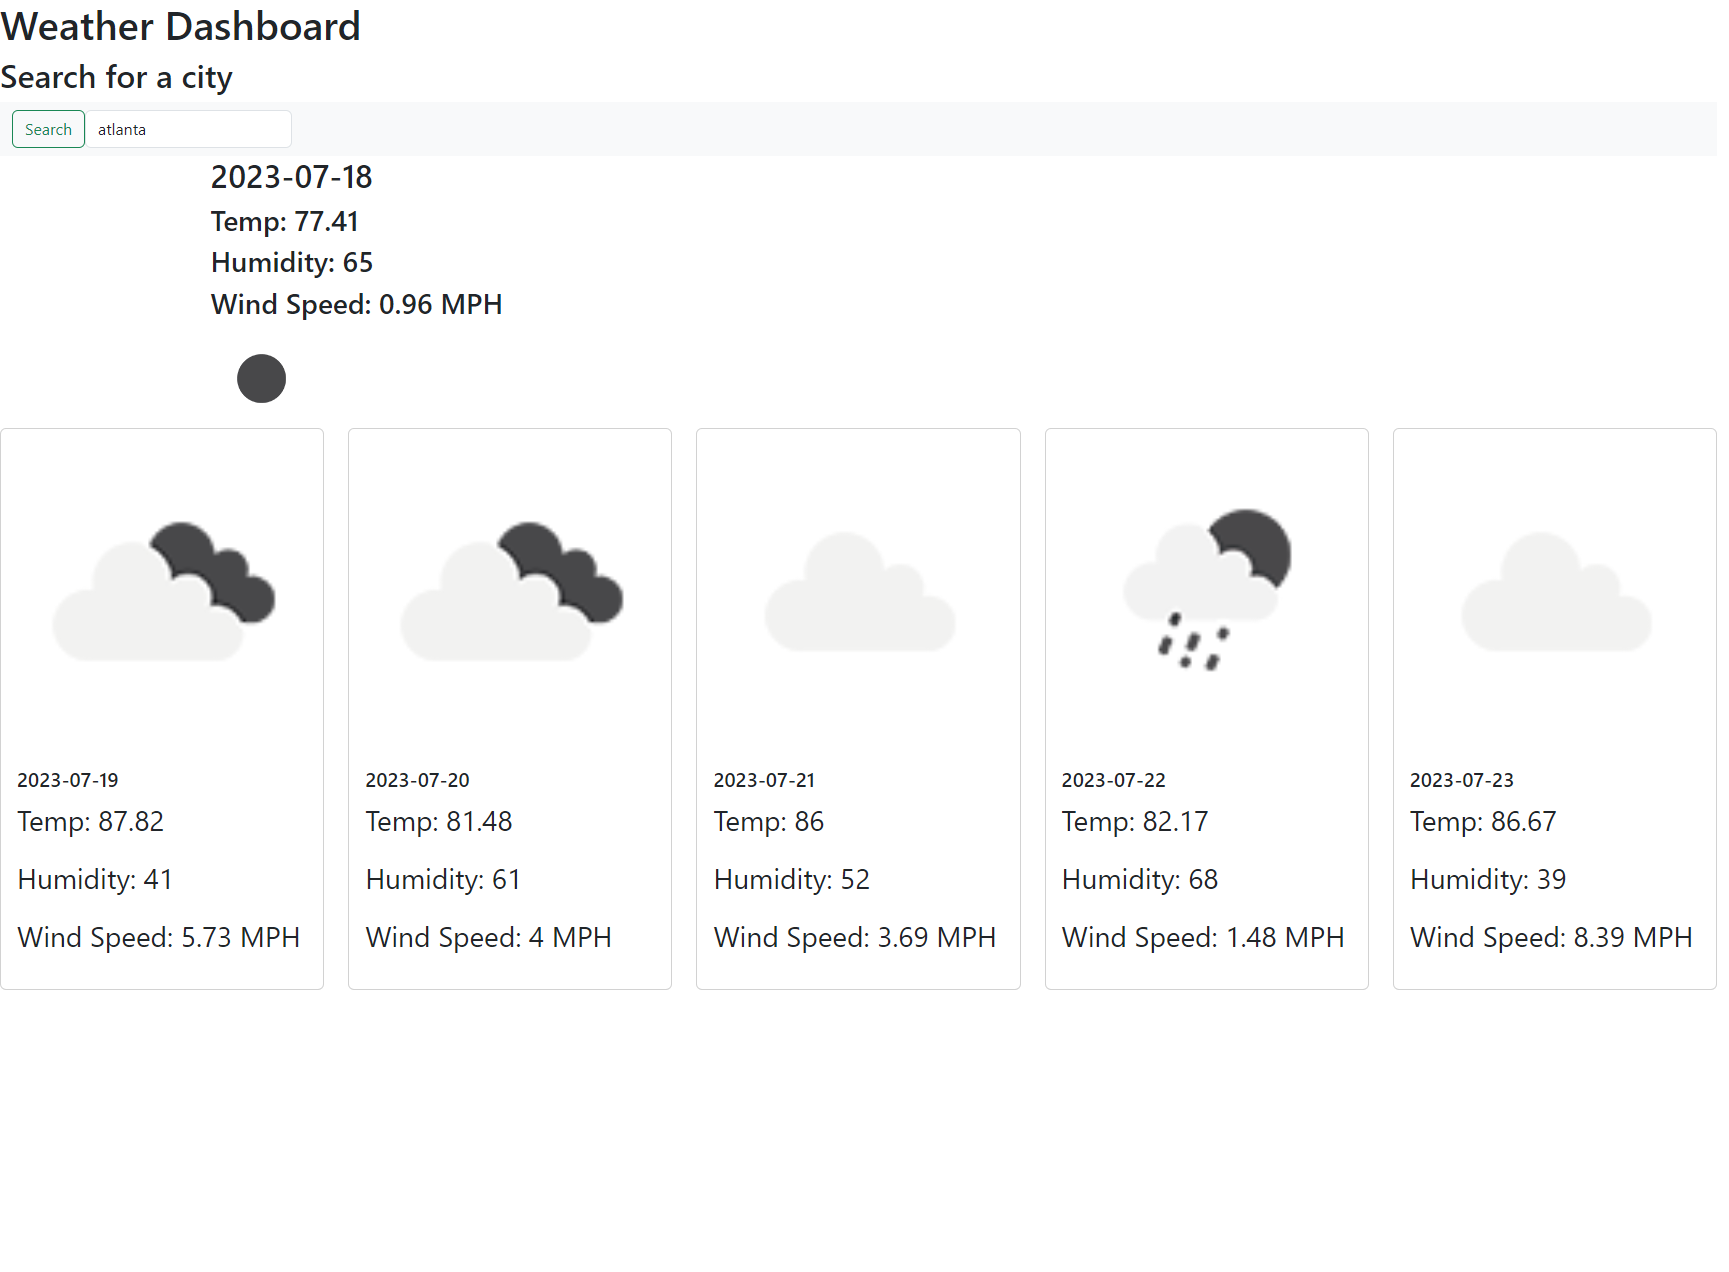 Weather Dashboard
Search for a city
Search
atlanta
2023-07-18
Temp: 77.41
Humidity: 65
Wind Speed: 0.96 MPH
2023-07-19
Temp: 87.82
Humidity: 41
Wind Speed: 5.73 MPH
2023-07-20
Temp: 81.48
Humidity: 61
Wind Speed: 4 MPH
2023-07-21
Temp: 86
Humidity: 52
Wind Speed: 3.69 MPH
2023-07-22
Temp: 82.17
Humidity: 68
Wind Speed: 1.48 MPH
2023-07-23
Temp: 86.67
Humidity: 39
Wind Speed: 8.39 MPH